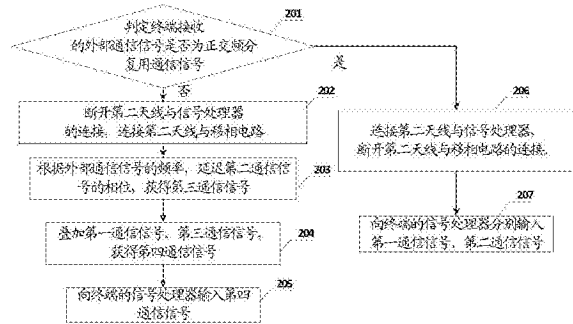 201
判定终端接收
的外部通信信号是否为正交频分
复用通信信号
是
否
202
断开第二天线与信号处理器
的连接，连接第二天线与移相电路
根据外部通信信号的频率，延迟第二通信信
号的相位，获得第三通信信号
203
叠加第一通信信号、第三通信信号，
获得第四通信信号
204
向终端的信号处理器输入第四
通信信号
205
206
连接第二天线与信号处理器、
断开第二天线与移相电路的连接
207
向终端的信号处理器分别输入
第一通信信号、第二通信信号